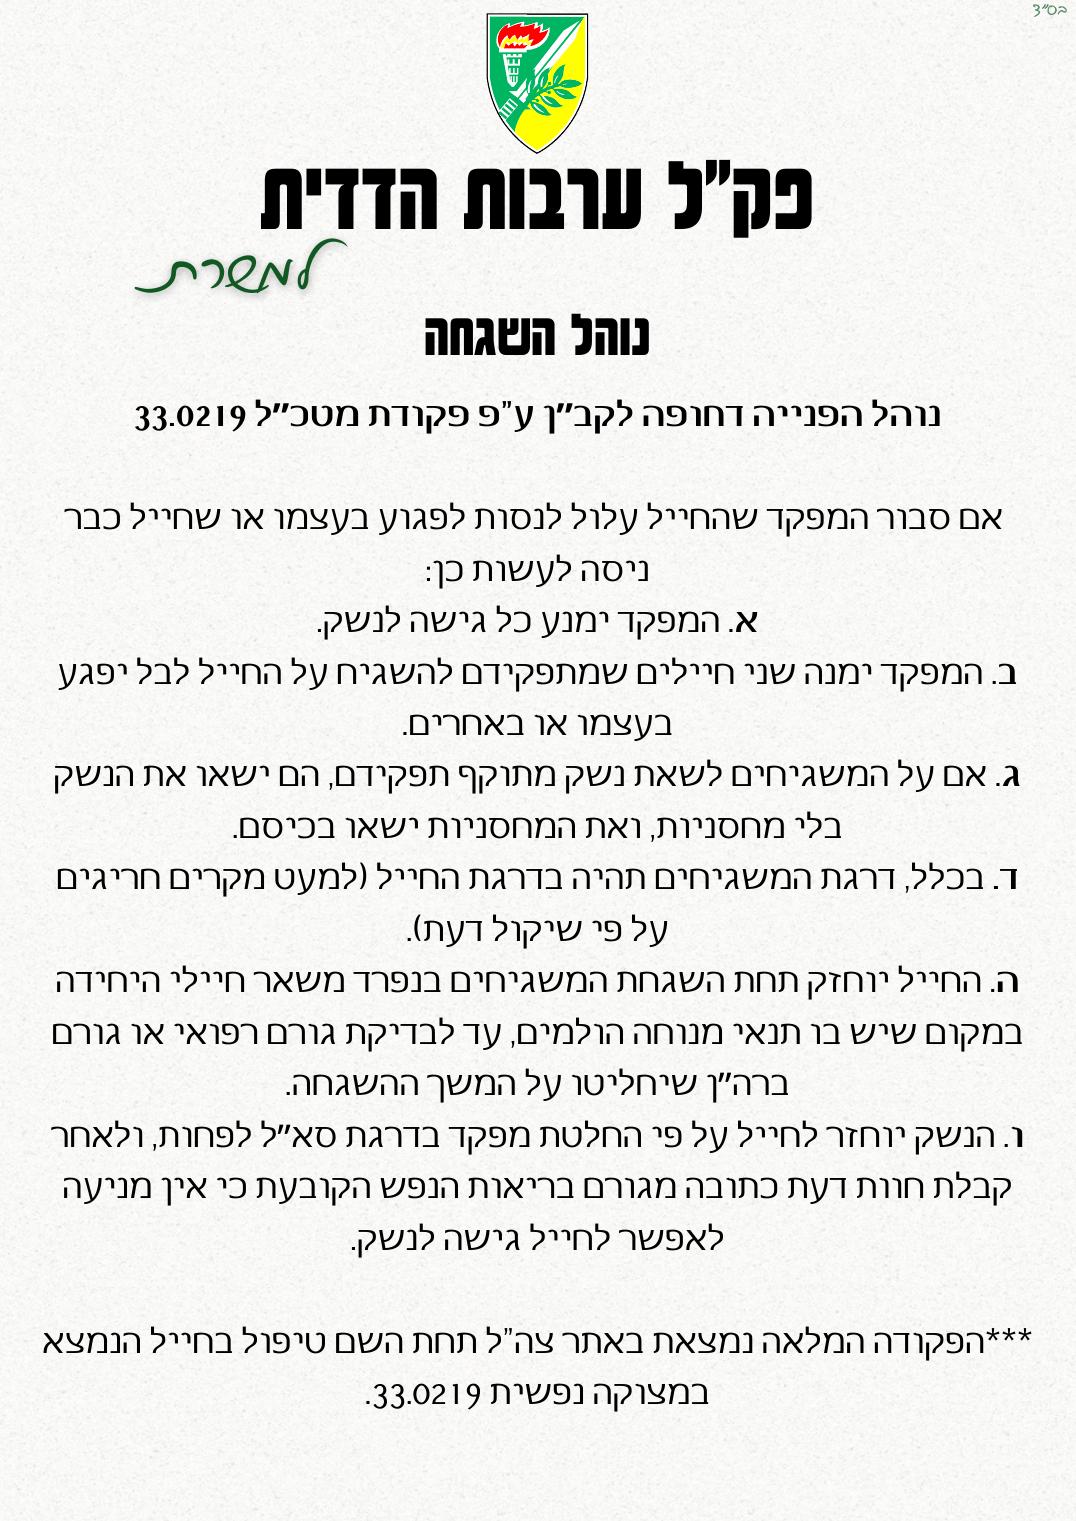 בס״ד
פק"ל ערבות הדדית
למשרת
נוהל השגחה
נוהל הפנייה דחופה לקב״ן ע"פ פקודת מטכ״ל 33.0219
אם סבור המפקד שהחייל עלול לנסות לפגוע בעצמו או שחייל כבר
ניסה לעשות כן:
א. המפקד ימנע כל גישה לנשק.
ב. המפקד ימנה שני חיילים שמתפקידם להשגיח על החייל לבל יפגע
בעצמו או באחרים.
ג. אם על המשגיחים לשאת נשק מתוקף תפקידם, הם ישאו את הנשק
בלי מחסניות, ואת המחסניות ישאו בכיסם.
ד. בכלל, דרגת המשגיחים תהיה בדרגת החייל (למעט מקרים חריגים
על פי שיקול דעת).
ה. החייל יוחזק תחת השגחת המשגיחים בנפרד משאר חיילי היחידה
במקום שיש בו תנאי מנוחה הולמים, עד לבדיקת גורם רפואי או גורם
ברה״ן שיחליטו על המשך ההשגחה.
ו. הנשק יוחזר לחייל על פי החלטת מפקד בדרגת סא״ל לפחות, ולאחר
קבלת חוות דעת כתובה מגורם בריאות הנפש הקובעת כי אין מניעה
לאפשר לחייל גישה לנשק.
***הפקודה המלאה נמצאת באתר צה"ל תחת השם טיפול בחייל הנמצא
במצוקה נפשית 33.0219.